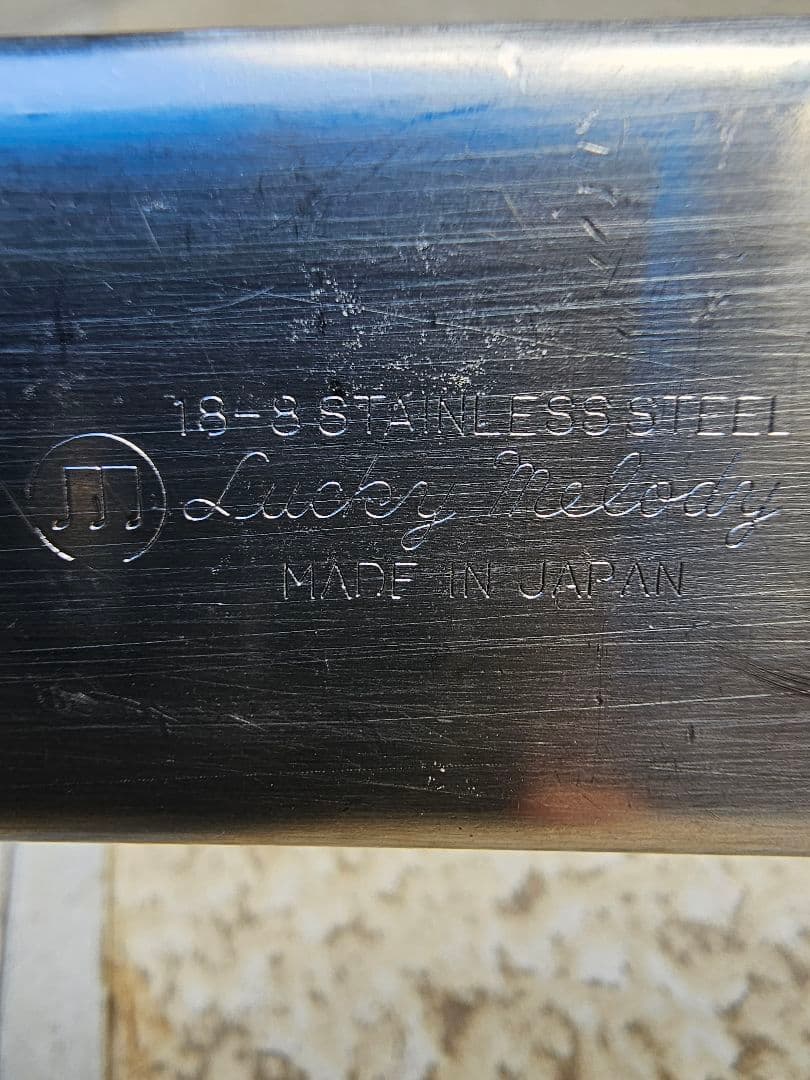 18-8 STAINLESS STEEL
Lucky Melody
MADE IN JAPAN